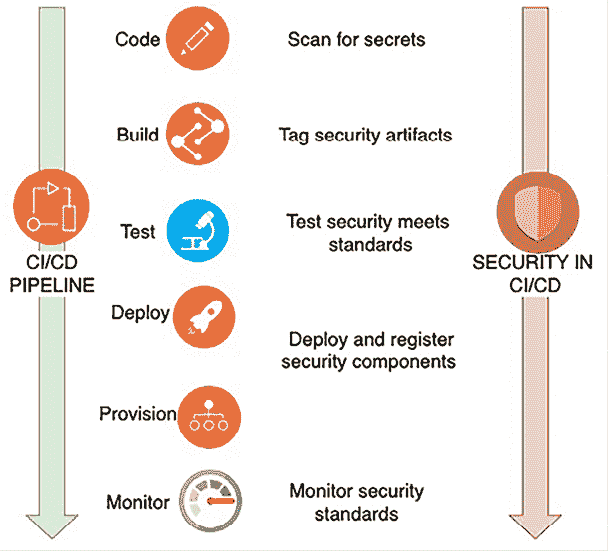 Code
Scan for secrets
Build
Tag security artifacts
Test
Test security meets
standards
CI/CD
PIPELINE
SECURITY IN
CI/CD
Deploy
Deploy and register
security components
Provision
Monitor
Monitor security
standards